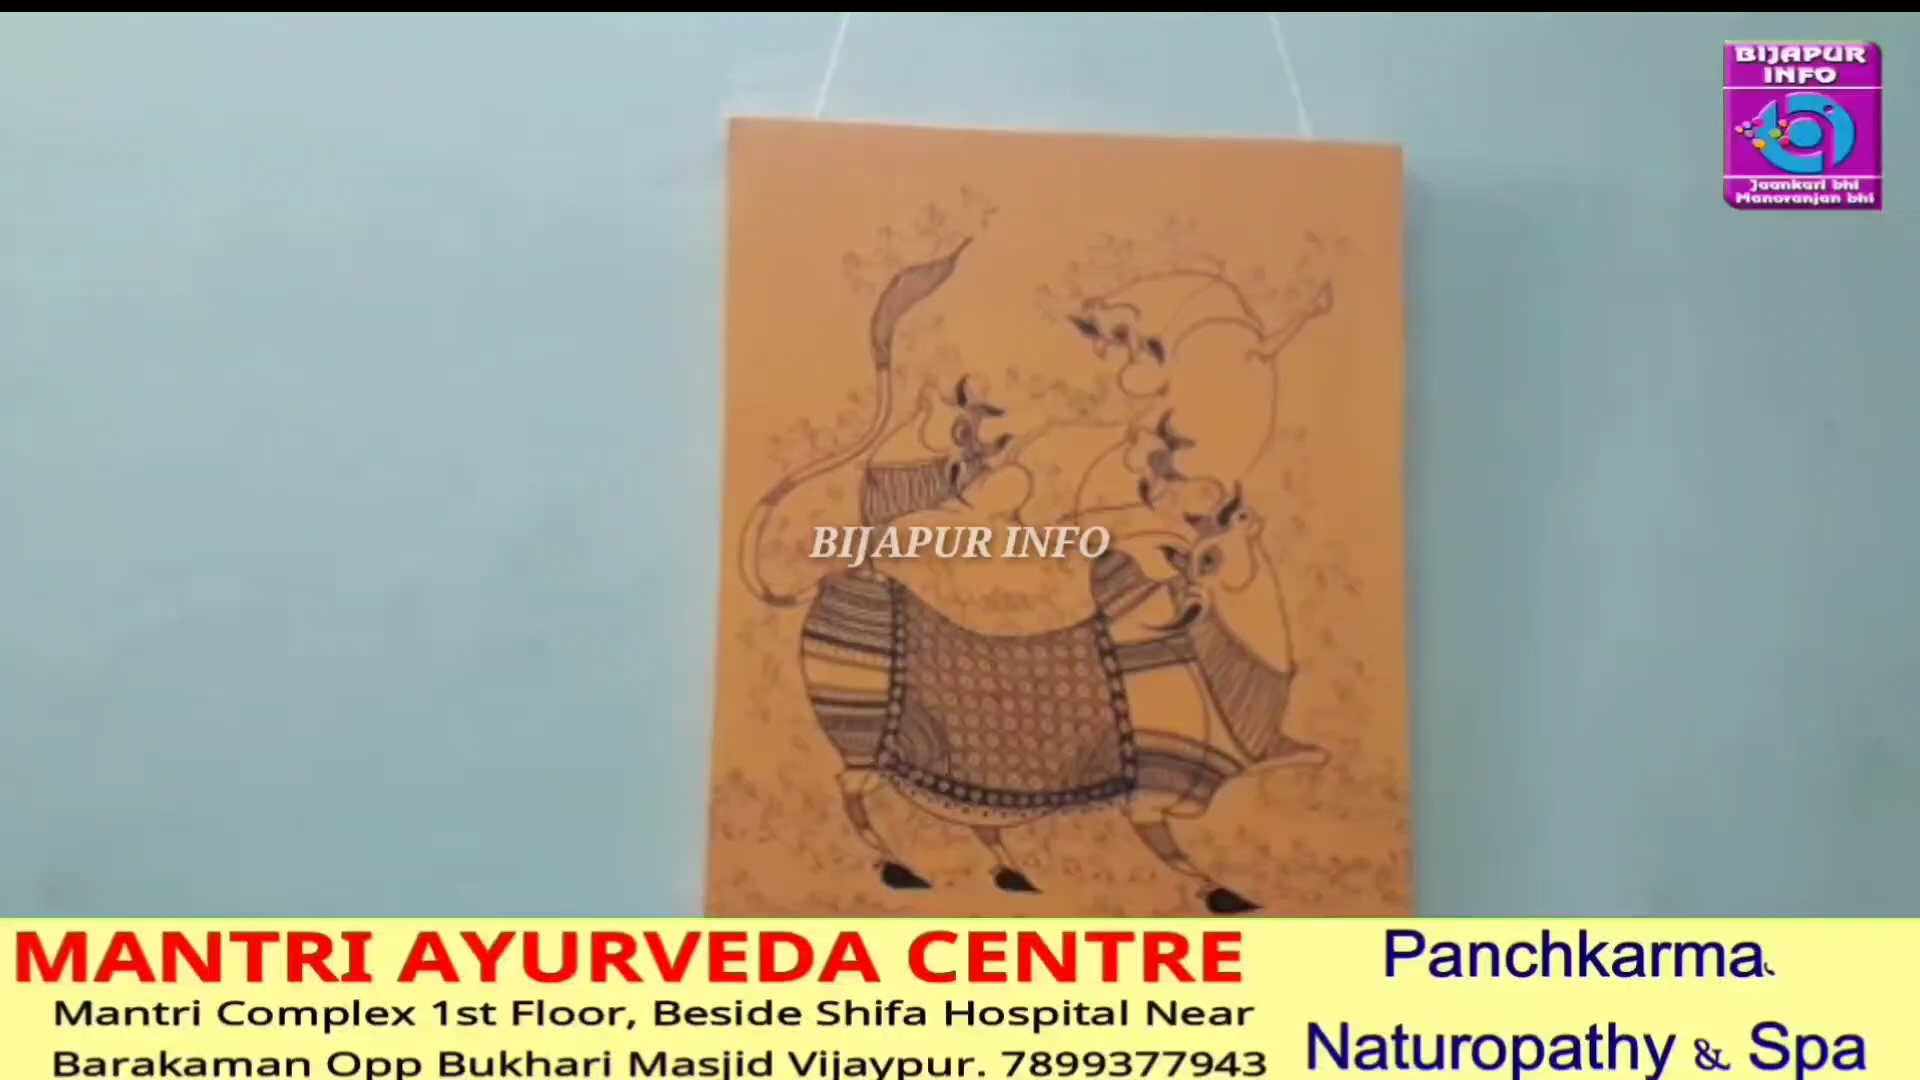 BIJAPUR
INFO
Jaankari bhi
Manoranjan bhi
BIJAPUR INFO
MANTRI AYURVEDA CENTRE
Mantri Complex 1st Floor, Beside Shifa Hospital Near
Barakaman Opp Bukhari Masjid Vijaypur. 7899377943
Panchkarma
Naturopathy & Spa